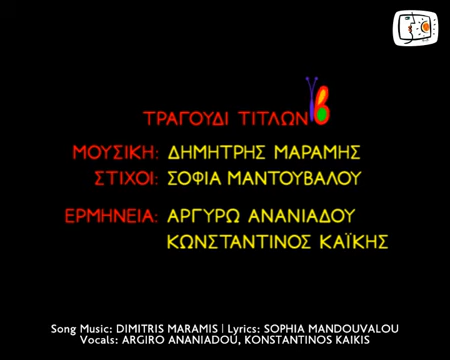 ΤΡΑΓΟΥΔΙ ΤΙΤΛΩΝ
ΜΟΥΣΙΚΗ: ΔΗΜΗΤΡΗΣ ΜΑΡΑΜΗΣ
ΣΤΙΧΟΙ: ΣΟΦΙΑ ΜΑΝΤΟΥΒΑΛΟΥ
ΕΡΜΗΝΕΙΑ: ΑΡΓΥΡΩ ΑΝΑΝΙΑΔΟΥ
ΚΩΝΣΤΑΝΤΙΝΟΣ ΚΑΪΚΗΣ
Song Music: DIMITRIS MARAMIS | Lyrics: SOPHIA MANDOUVALOU
Vocals: ARGIRO ANANIADOU, KONSTANTINOS KAIKIS